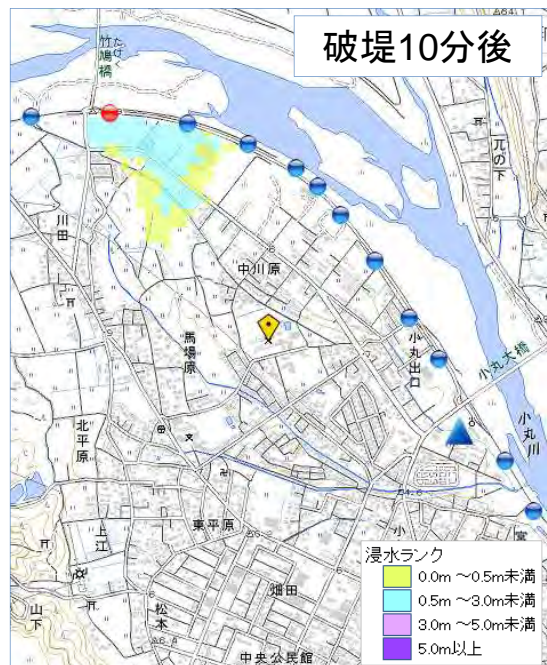 破堤10分後
竹鳩橋
たけく
川田
中川原
馬場原
小丸出口
小丸大橋
小丸川
北平原
上江
東平原
畑田
松本
山下
中央公民館
浸水ランク
0.0m ～0.5m未満
0.5m ～3.0m未満
3.0m ～5.0m未満
5.0m以上